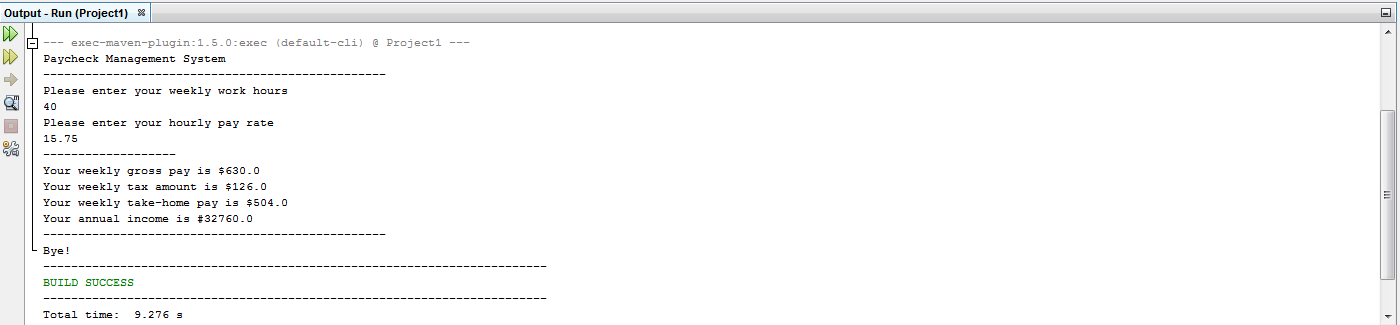 Output - Run (Project1)
--- exec-maven-plugin:1.5.0:exec (default-cli) @ Project1 ---
Paycheck Management System
-------------------------------------------------
Please enter your weekly work hours
40
Please enter your hourly pay rate
15.75
-------------------
Your weekly gross pay is $630.0
Your weekly tax amount is $126.0
Your weekly take-home pay is $504.0
Your annual income is $32760.0
-------------------------------------------------
Bye!
------------------------------------------------------------------------
BUILD SUCCESS
------------------------------------------------------------------------
Total time:  9.276 s